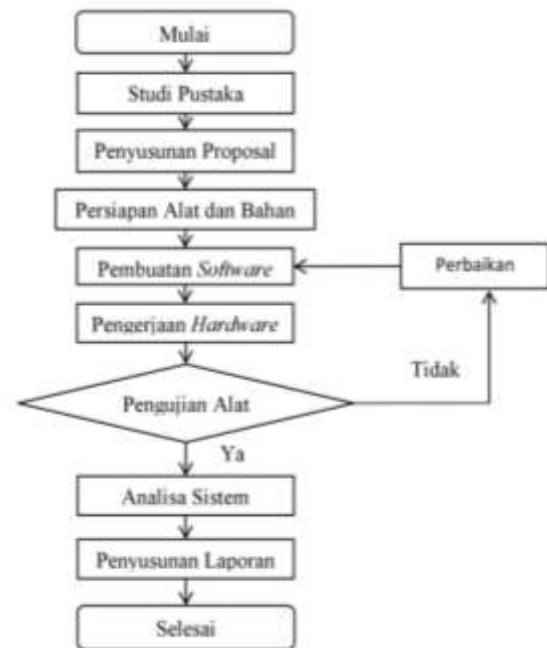 Mulai
Studi Pustaka
Penyusunan Proposal
Persiapan Alat dan Bahan
Pembuatan Software
Perbaikan
Pengerjaan Hardware
Tidak
Pengujian Alat
Ya
Analisa Sistem
Penyusunan Laporan
Selesai